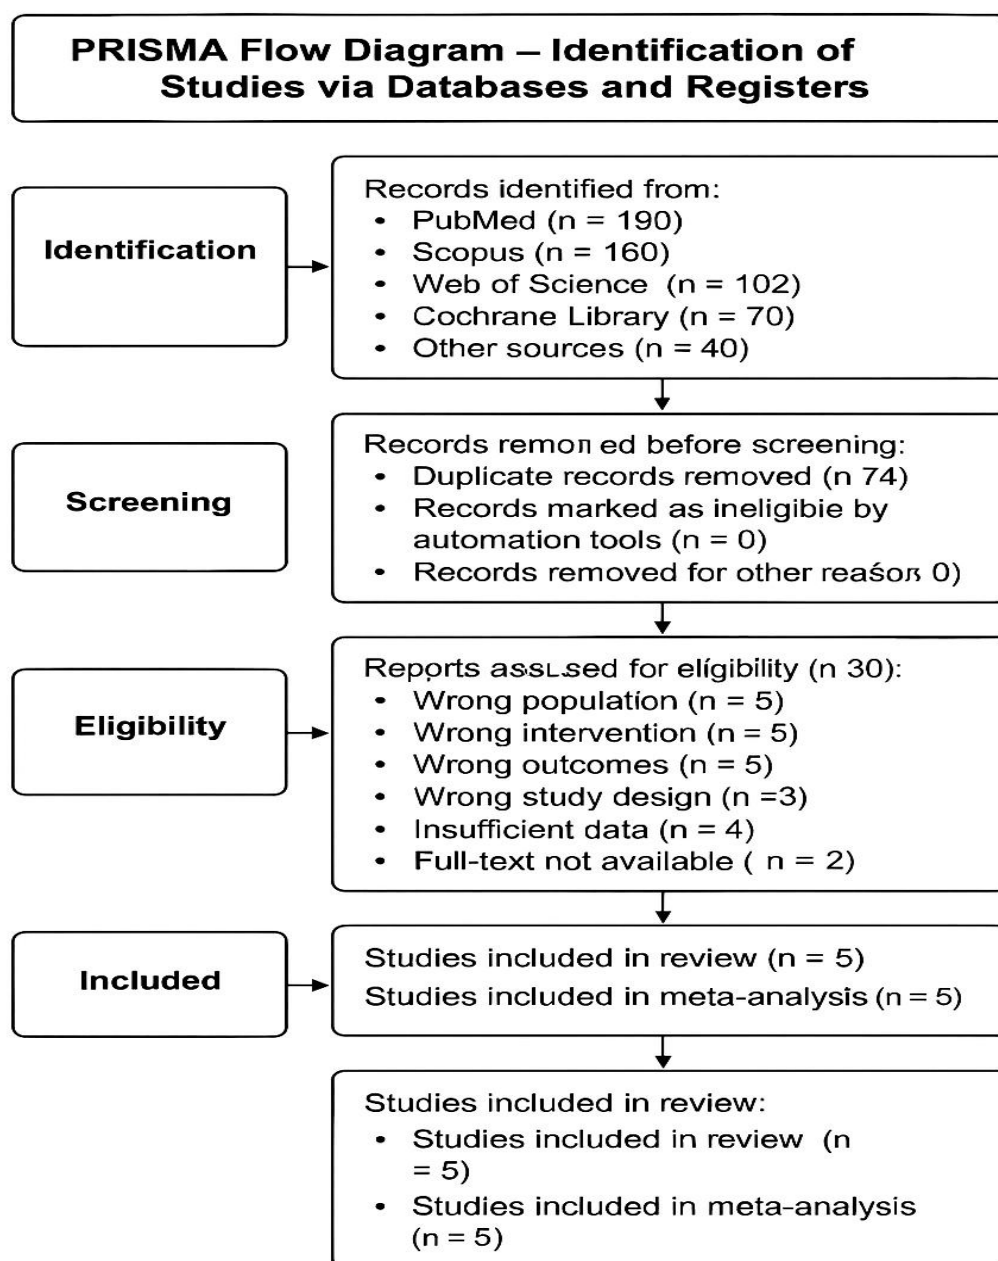 PRISMA Flow Diagram – Identification of
Studies via Databases and Registers
Identification
Records identified from:
• PubMed (n = 190)
• Scopus (n = 160)
• Web of Science (n = 102)
• Cochrane Library (n = 70)
• Other sources (n = 40)
Screening
Records ed before screening:
• Duplicate records removed (n 74)
• Records marked as ineligibie by
automation tools (n = 0)
• Records removed for other 0)
Eligibility
Reports for elígibility (n 30):
• Wrong population (n = 5)
• Wrong intervention (n = 5)
• Wrong outcomes (n = 5)
• Wrong study design (n =3)
• Insufficient data (n = 4)
• Full-text not available ( n = 2)
Included
Studies included in review (n = 5)
Studies included in meta-analysis (n = 5)
Studies included in review:
• Studies included in review (n
= 5)
• Studies included in meta-analysis
(n = 5)